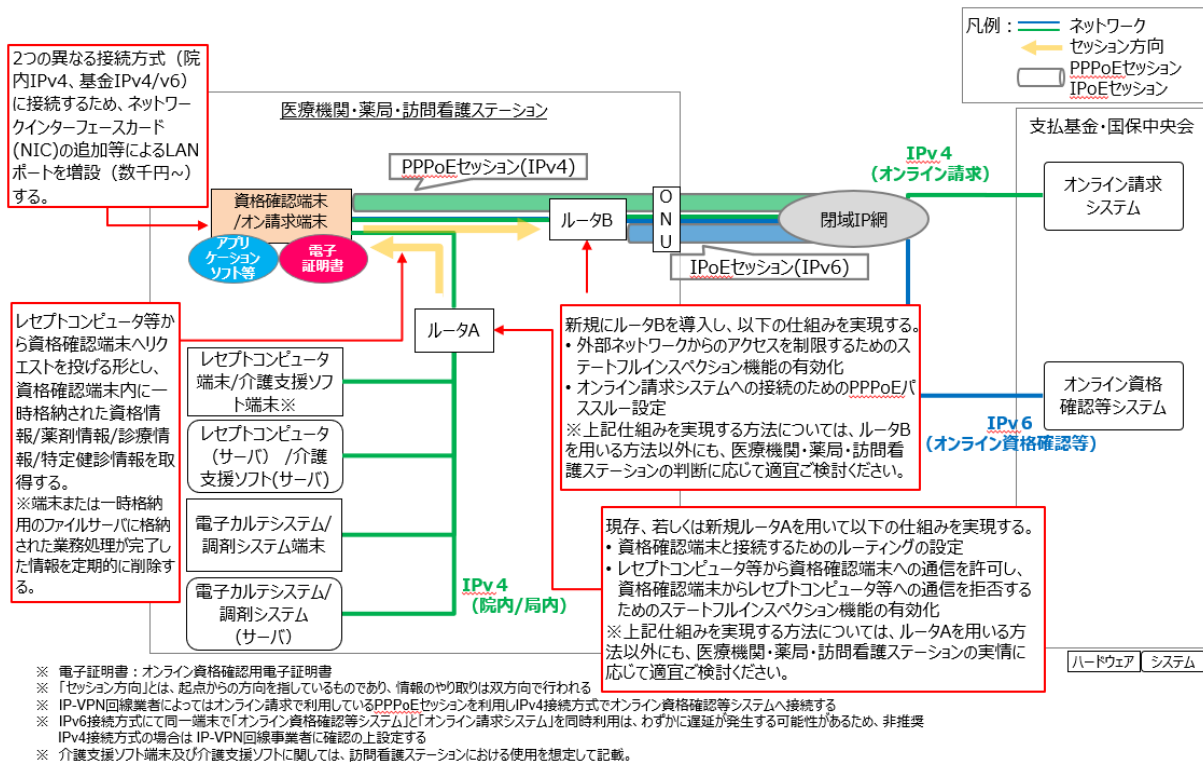 凡例：
ネットワーク
セッション方向
PPPoEセッション
IPoEセッション
2つの異なる接続方式（院
内IPv4、基金IPv4/v6）
に接続するため、ネットワー
クインターフェースカード
(NIC)の追加等によるLAN
ポートを増設（数千円～）
する。
医療機関・薬局・訪問看護ステーション
支払基金・国保中央会
PPPoEセッション(IPv4)
IPv４
（オンライン請求）
オンライン請求
システム
資格確認端末
/オン請求端末
アプリ
ケーション
ソフト等
電子
証明書
ルータB
ONU
閉域IP網
IPoEセッション(IPv6)
ルータA
レセプトコンピュータ等か
ら資格確認端末へリク
エストを投げる形とし、
資格確認端末内に一
時格納された資格情
報/薬剤情報/診療情
報/特定健診情報を取
得する。
※端末または一時格納
用のファイルサーバに格納
された業務処理が完了し
た情報を定期的に削除す
る。
レセプトコンピュータ
端末/介護支援ソフ
ト端末※
レセプトコンピュータ
（サーバ）/介護
支援ソフト(サーバ)
電子カルテシステム/
調剤システム端末
電子カルテシステム/
調剤システム
(サーバ)
IPv４
（院内/局内）
新規にルータBを導入し、以下の仕組みを実現する。
・外部ネットワークからのアクセスを制限するためのス
テートフルインスペクション機能の有効化
・オンライン請求システムへの接続のためのPPPoEパ
ススルー設定
※上記仕組みを実現する方法については、ルータB
を用いる方法以外にも、医療機関・薬局・訪問看
護ステーションの判断に応じて適宜ご検討ください。
IPv６
（オンライン資格確認等）
オンライン資格
確認等システム
現存、若しくは新規ルータAを用いて以下の仕組みを実現する。
・資格確認端末と接続するためのルーティングの設定
・レセプトコンピュータ等から資格確認端末への通信を許可し、
資格確認端末からレセプトコンピュータ等への通信を拒否する
ためのステートフルインスペクション機能の有効化
※上記仕組みを実現する方法については、ルータAを用いる方
法以外にも、医療機関・薬局・訪問看護ステーションの実情に
応じて適宜ご検討ください。
ハードウェア
システム
※ 電子証明書：オンライン資格確認用電子証明書
※ 「セッション方向」とは、起点からの方向を指しているものであり、情報のやり取りは双方向で行われる
※ IP-VPN回線業者によってはオンライン請求で利用しているPPPoEセッションを利用しIPv4接続方式でオンライン資格確認等システムへ接続する
※ IPv6接続方式にて同一端末で「オンライン資格確認等システム」と「オンライン請求システム」を同時利用は、わずかに遅延が発生する可能性があるため、非推奨
IPv4接続方式の場合は IP-VPN回線事業者に確認の上設定する
※ 介護支援ソフト端末及び介護支援ソフトに関しては、訪問看護ステーションにおける使用を想定して記載。